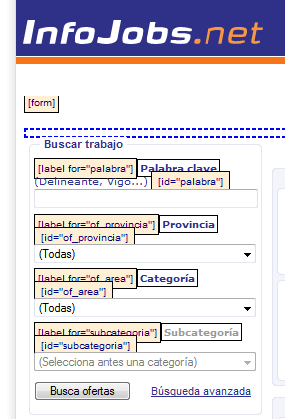 InfoJobs.net
[form]
Buscar trabajo
[label for="palabra"] Palabra clave
(Delineante, Vigo...) [id="palabra"]
[label for="of_provincia"] Provincia
[id="of_provincia"]
(Todas)
[label for="of_area"] Categoría
[id="of_area"]
(Todas)
[label for="subcategoria"] Subcategoría
[id="subcategoria"]
(Selecciona antes una categoría)
Busca ofertas Búsqueda avanzada